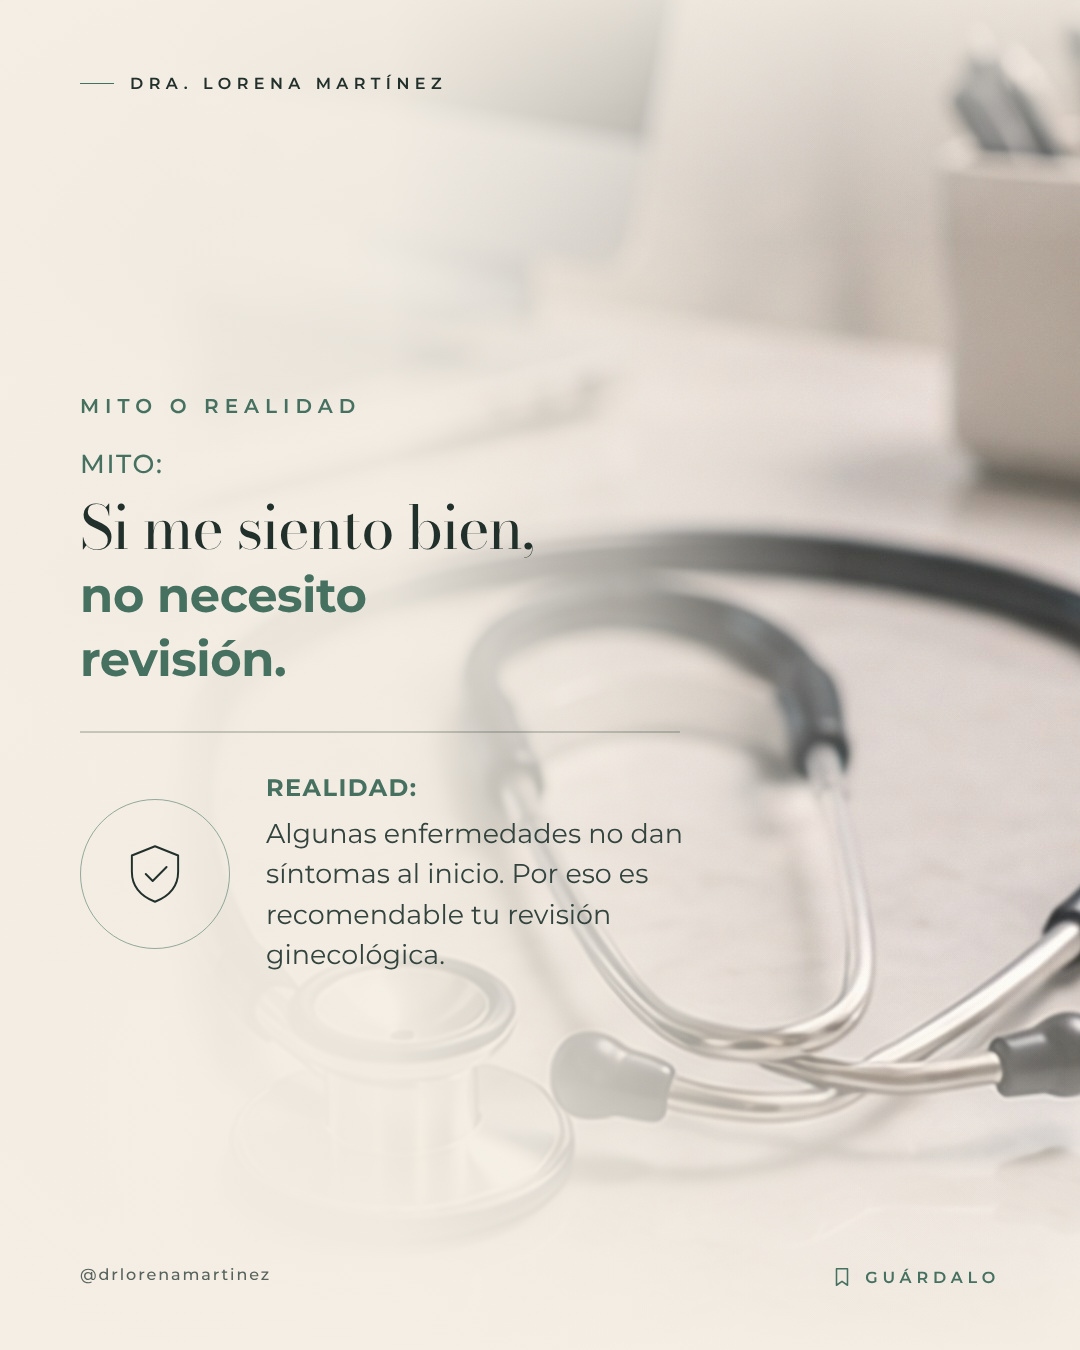 DRA. LORENA MARTÍNEZ
MITO O REALIDAD
MITO:
Si me siento bien,
no necesito
revisión.
REALIDAD:
Algunas enfermedades no dan
síntomas al inicio. Por eso es
recomendable tu revisión
ginecológica.
@drlorenamartinez
GUÁRDALO